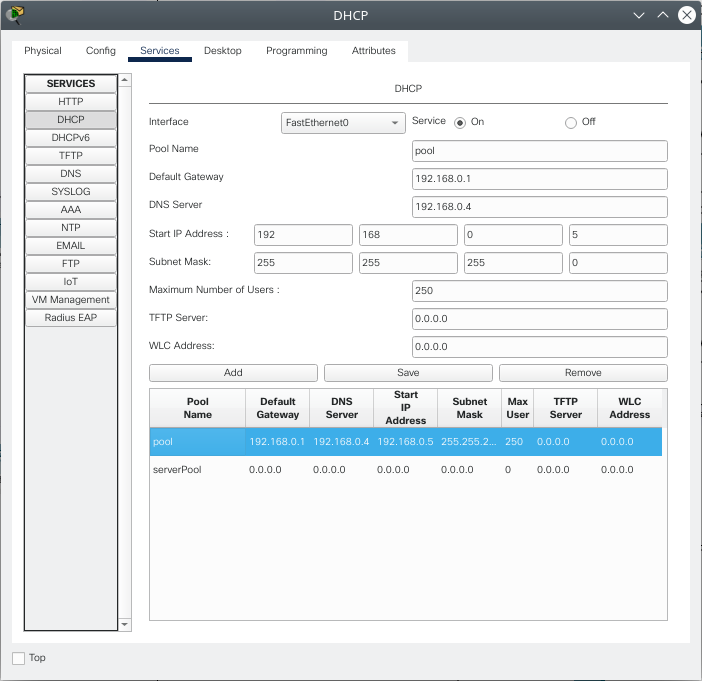 DHCP
Physical Config Services Desktop Programming Attributes
SERVICES
HTTP
DHCP
DHCPv6
TFTP
DNS
SYSLOG
AAA
NTP
EMAIL
FTP
IoT
VM Management
Radius EAP
DHCP
Interface FastEthernet0 Service On Off
Pool Name pool
Default Gateway 192.168.0.1
DNS Server 192.168.0.4
Start IP Address : 192 168 0 5
Subnet Mask: 255 255 255 0
Maximum Number of Users : 250
TFTP Server: 0.0.0.0
WLC Address: 0.0.0.0
Add Save Remove
Pool Name Default Gateway DNS Server Start IP Address Subnet Mask Max User TFTP Server WLC Address
pool 192.168.0.1 192.168.0.4 192.168.0.5 255.255.2... 250 0.0.0.0 0.0.0.0
serverPool 0.0.0.0 0.0.0.0 0.0.0.0 0.0.0.0 0 0.0.0.0 0.0.0.0
Top